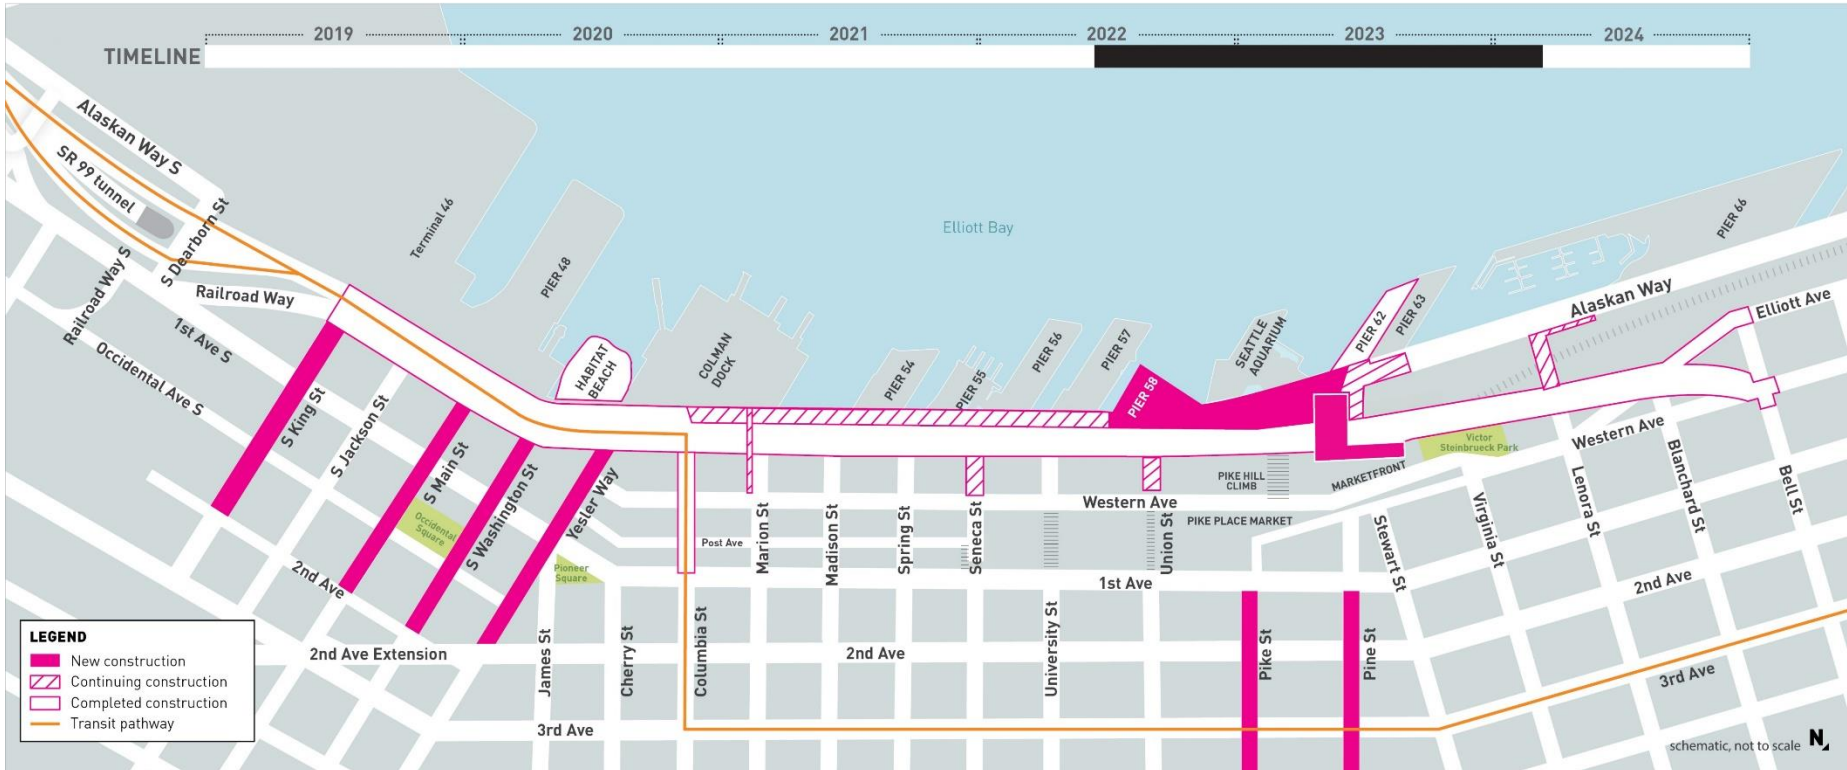 2019
2020
2021
2022
2023
2024
TIMELINE
Alaskan Way S
SR 99 tunnel
S Dearborn St
Railroad Way S
Railroad Way
1st Ave S
Occidental Ave S
Terminal 46
PIER 48
HABITAT
BEACH
COLMAN
DOCK
PIER 54
PIER 55
PIER 56
PIER 57
PIER 58
Elliott Bay
SEATTLE
AQUARIUM
PIER 62
PIER 63
PIER 66
Alaskan Way
Elliott Ave
S King St
S Jackson St
S Main St
S Washington St
Yesler Way
Occidental
Square
Pioneer
Square
2nd Ave
2nd Ave Extension
James St
Cherry St
Columbia St
Post Ave
Marion St
Madison St
Spring St
Seneca St
University St
Union St
Western Ave
PIKE HILL
CLIMB
PIKE PLACE MARKET
MARKETFRONT
Victor
Steinbrueck Park
Western Ave
1st Ave
2nd Ave
3rd Ave
Pike St
Pine St
Stewart St
Virginia St
Lenora St
Blanchard St
Bell St
2nd Ave
3rd Ave
LEGEND
New construction
Continuing construction
Completed construction
Transit pathway
schematic, not to scale
N